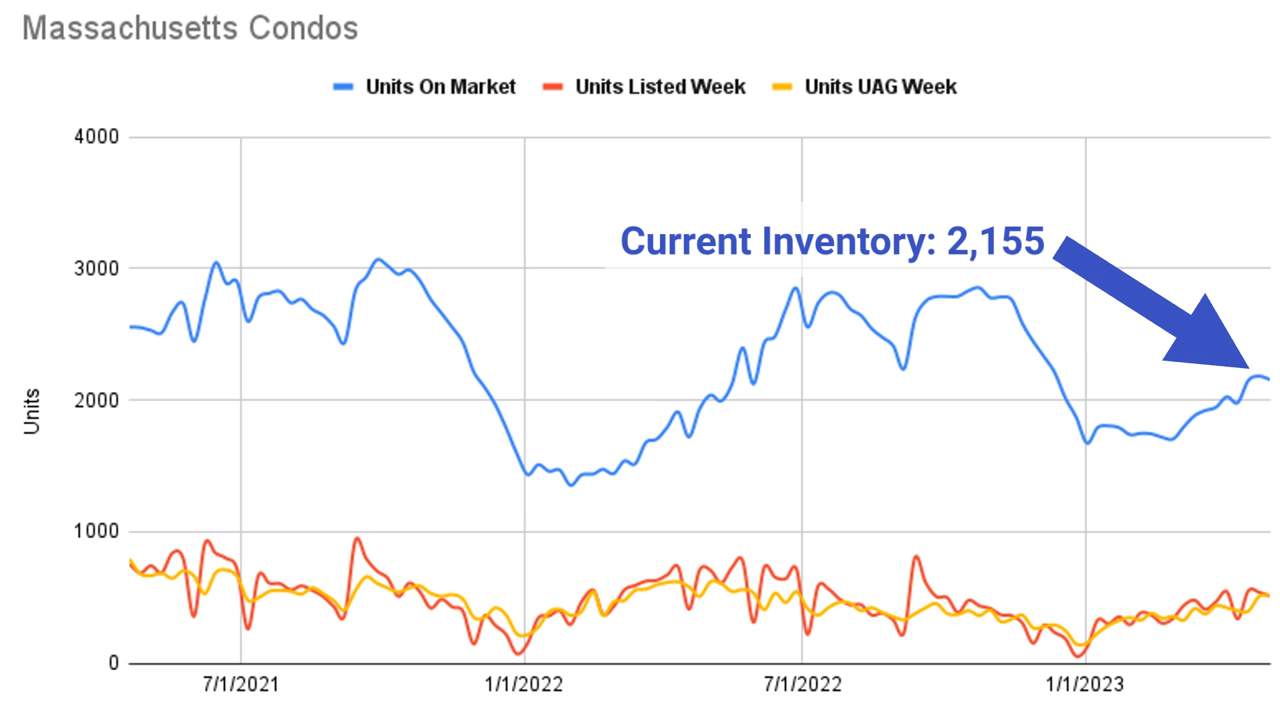 Massachusetts Condos
Units On Market Units Listed Week Units UAG Week
4000
Current Inventory: 2,155
3000
Units
2000
1000
0
7/1/2021 1/1/2022 7/1/2022 1/1/2023